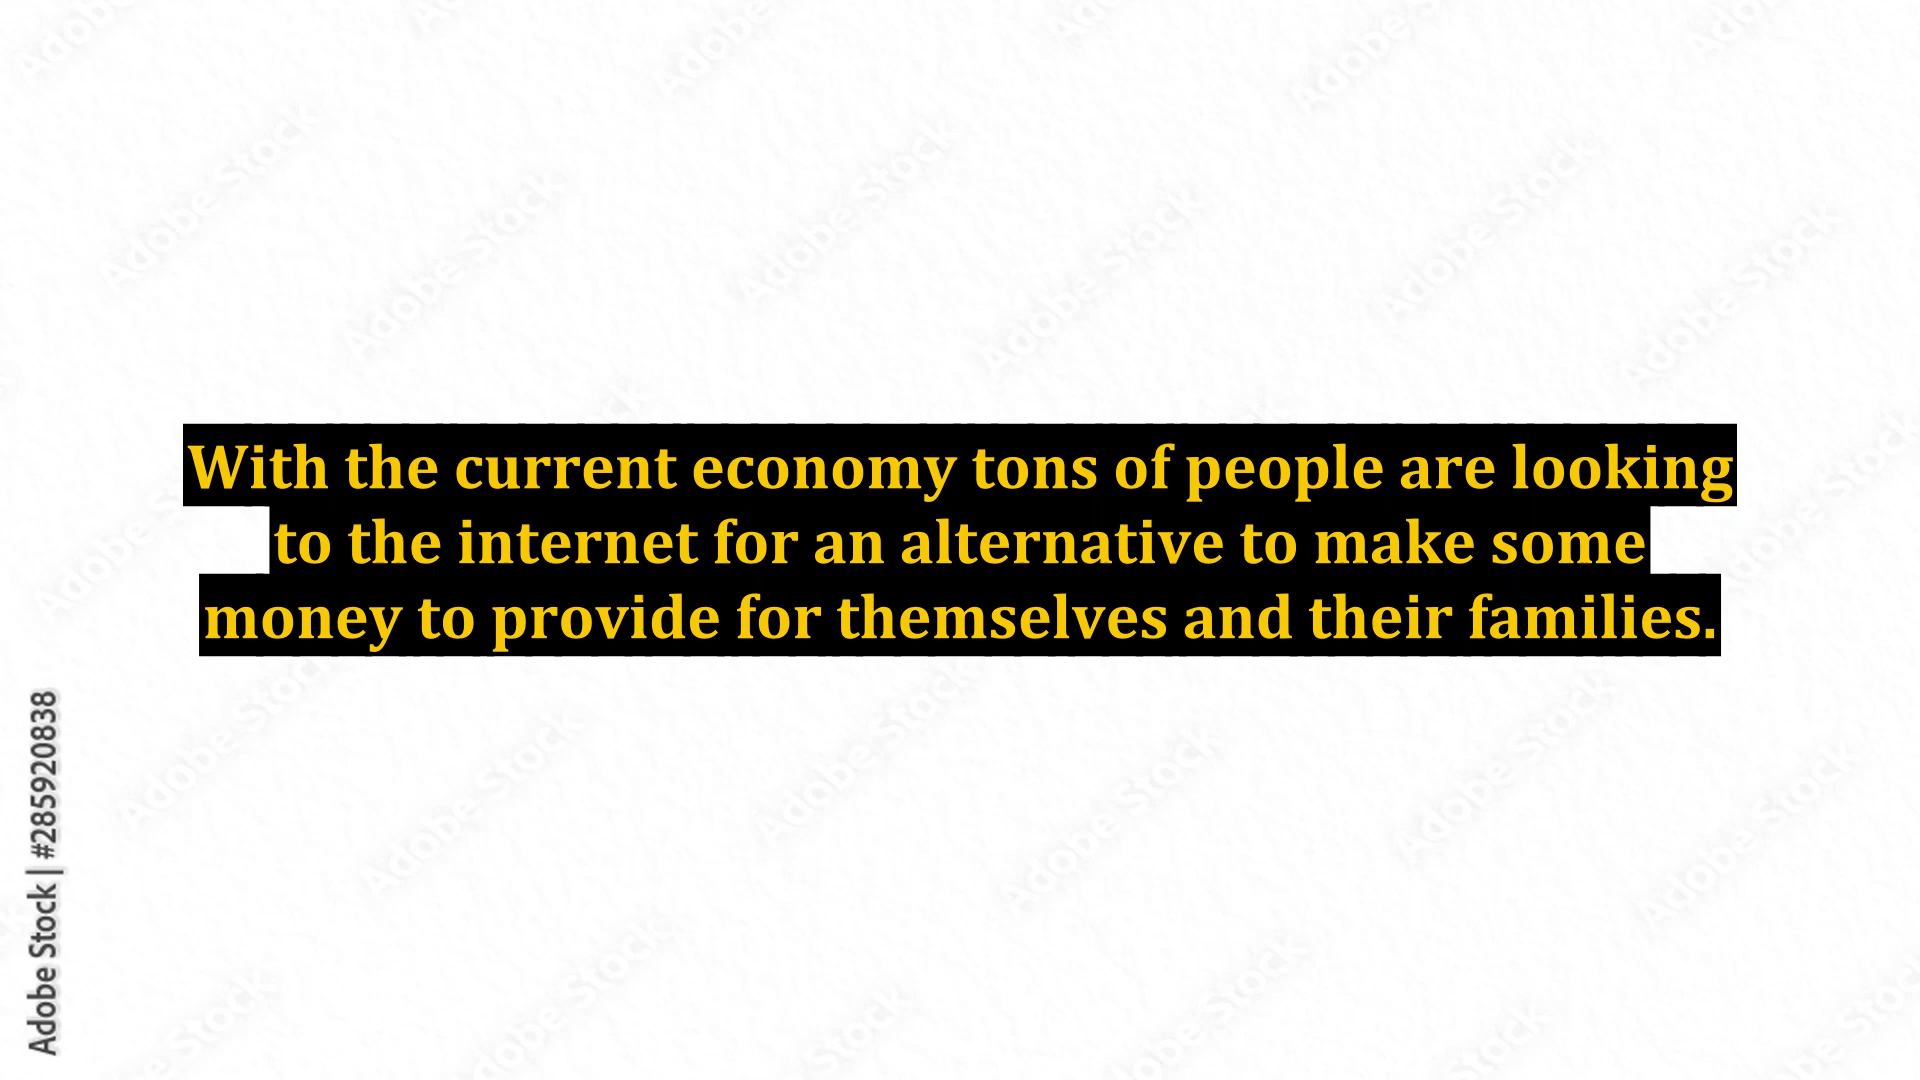 With the current economy tons of people are looking
to the internet for an alternative to make some
money to provide for themselves and their families.
Adobe Stock | #285920838